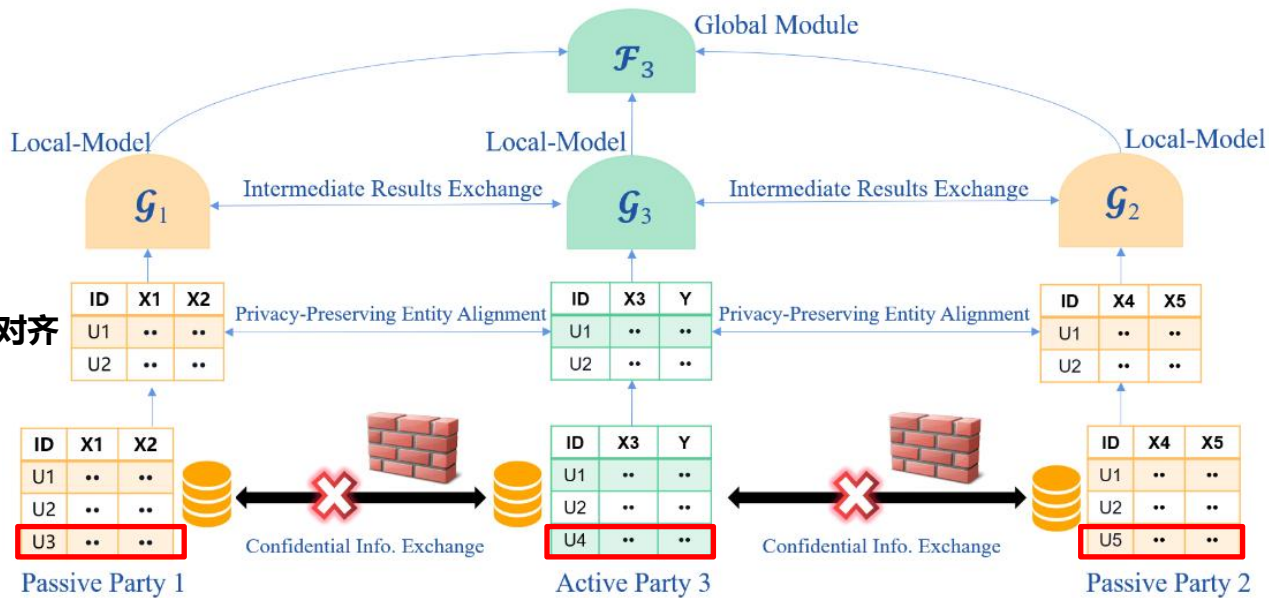 Global Module
𝓕3
Local-Model
Local-Model
Local-Model
𝓖1
Intermediate Results Exchange
𝓖3
Intermediate Results Exchange
𝓖2
ID X1 X2
U1 •• ••
U2 •• ••
对齐
Privacy-Preserving Entity Alignment
ID X3 Y
U1 •• ••
U2 •• ••
Privacy-Preserving Entity Alignment
ID X4 X5
U1 •• ••
U2 •• ••
ID X1 X2
U1 •• ••
U2 •• ••
U3 •• ••
Confidential Info. Exchange
ID X3 Y
U1 •• ••
U2 •• ••
U4 •• ••
Confidential Info. Exchange
ID X4 X5
U1 •• ••
U2 •• ••
U5 •• ••
Passive Party 1
Active Party 3
Passive Party 2